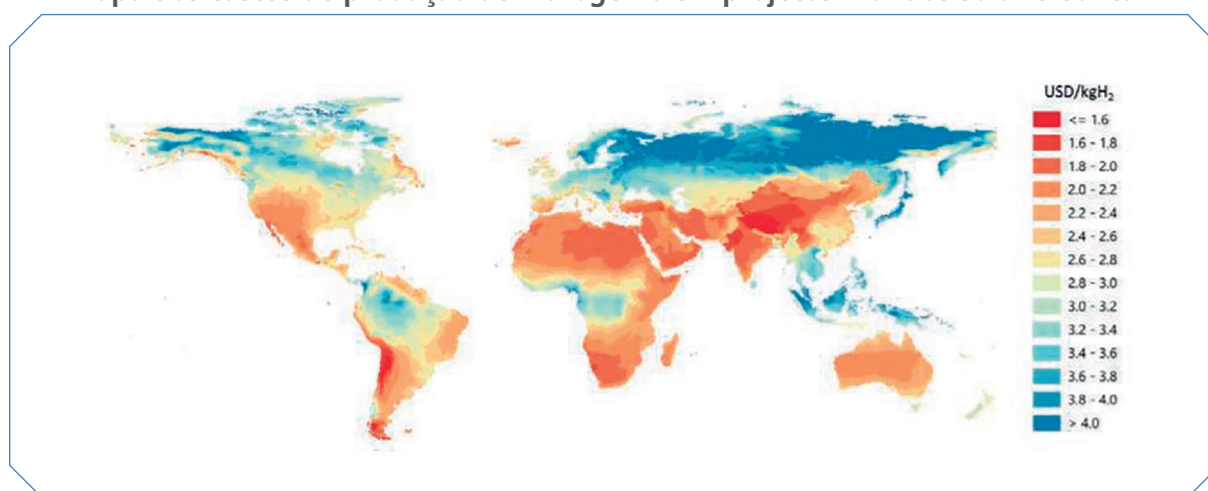 USD/kgH₂
<= 1.6
1.6 - 1.8
1.8 - 2.0
2.0 - 2.2
2.2 - 2.4
2.4 - 2.6
2.6 - 2.8
2.8 - 3.0
3.0 - 3.2
3.2 - 3.4
3.4 - 3.6
3.6 - 3.8
3.8 - 4.0
> 4.0